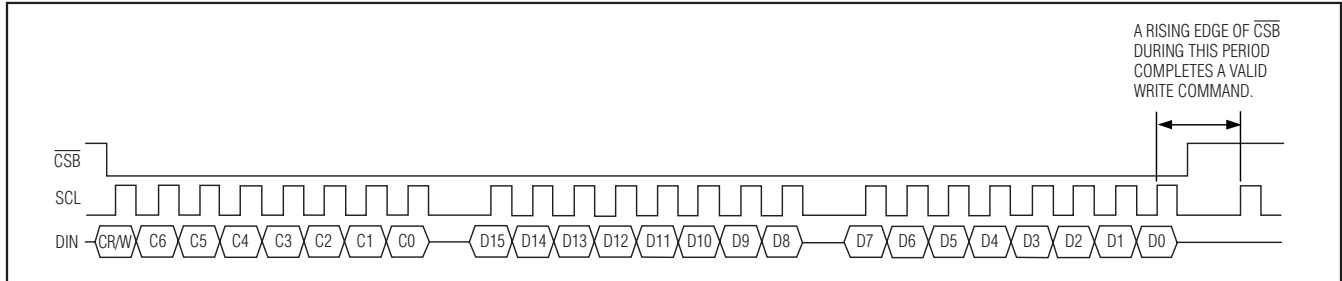 A RISING EDGE OF CSB
DURING THIS PERIOD
COMPLETES A VALID
WRITE COMMAND.
CSB
SCL
DIN CR/W C6 C5 C4 C3 C2 C1 C0 D15 D14 D13 D12 D11 D10 D9 D8 D7 D6 D5 D4 D3 D2 D1 D0